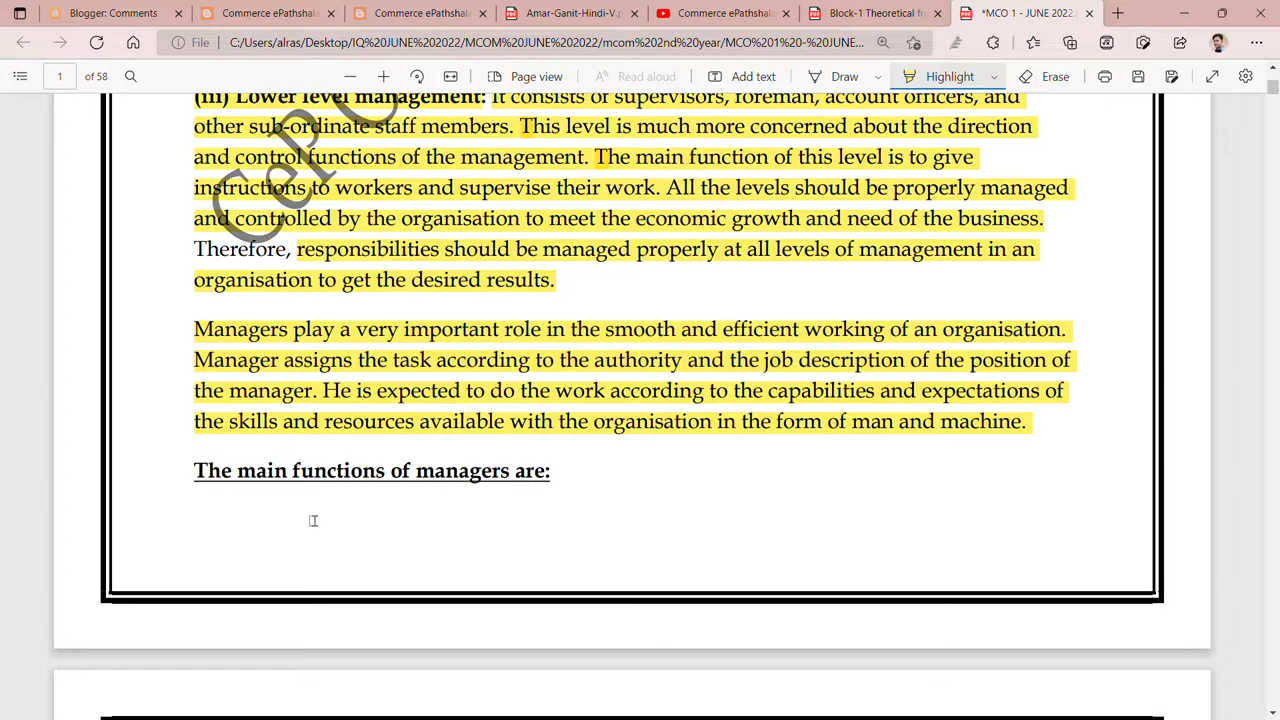 Blogger: Comments
Commerce ePathshal
Commerce ePathshal
Amar-Ganit-Hindi-V.p
Commerce ePathshal
Block-1 Theoretical fr
*MCO 1 - JUNE 2022.
File
C:/Users/alras/Desktop/IQ%20JUNE%202022/MCOM%20JUNE%202022/mcom%202nd%20year/MCO%201%20-%20JUNE...
1 of 58
Page view
Read aloud
Add text
Draw
Highlight
Erase
(iii) Lower level management: It consists of supervisors, foreman, account officers, and
other sub-ordinate staff members. This level is much more concerned about the direction
and control functions of the management. The main function of this level is to give
instructions to workers and supervise their work. All the levels should be properly managed
and controlled by the organisation to meet the economic growth and need of the business.
Therefore, responsibilities should be managed properly at all levels of management in an
organisation to get the desired results.
Managers play a very important role in the smooth and efficient working of an organisation.
Manager assigns the task according to the authority and the job description of the position of
the manager. He is expected to do the work according to the capabilities and expectations of
the skills and resources available with the organisation in the form of man and machine.
The main functions of managers are:
CeP